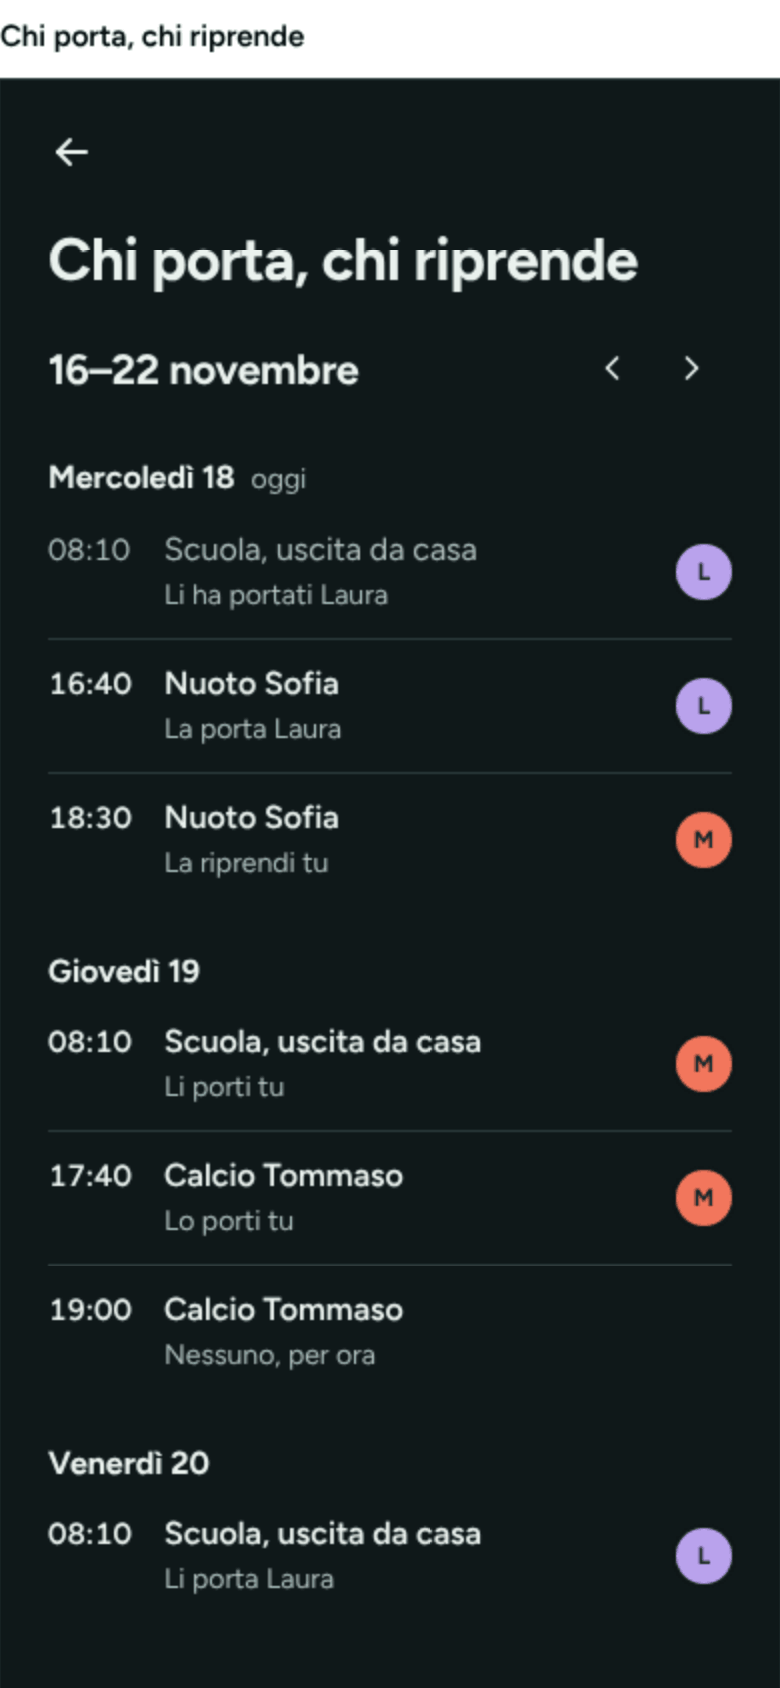 Chi porta, chi riprende
Chi porta, chi riprende
16–22 novembre
Mercoledì 18 oggi
08:10 Scuola, uscita da casa
Li ha portati Laura
L
16:40 Nuoto Sofia
La porta Laura
L
18:30 Nuoto Sofia
La riprendi tu
M
Giovedì 19
08:10 Scuola, uscita da casa
Li porti tu
M
17:40 Calcio Tommaso
Lo porti tu
M
19:00 Calcio Tommaso
Nessuno, per ora
Venerdì 20
08:10 Scuola, uscita da casa
Li porta Laura
L